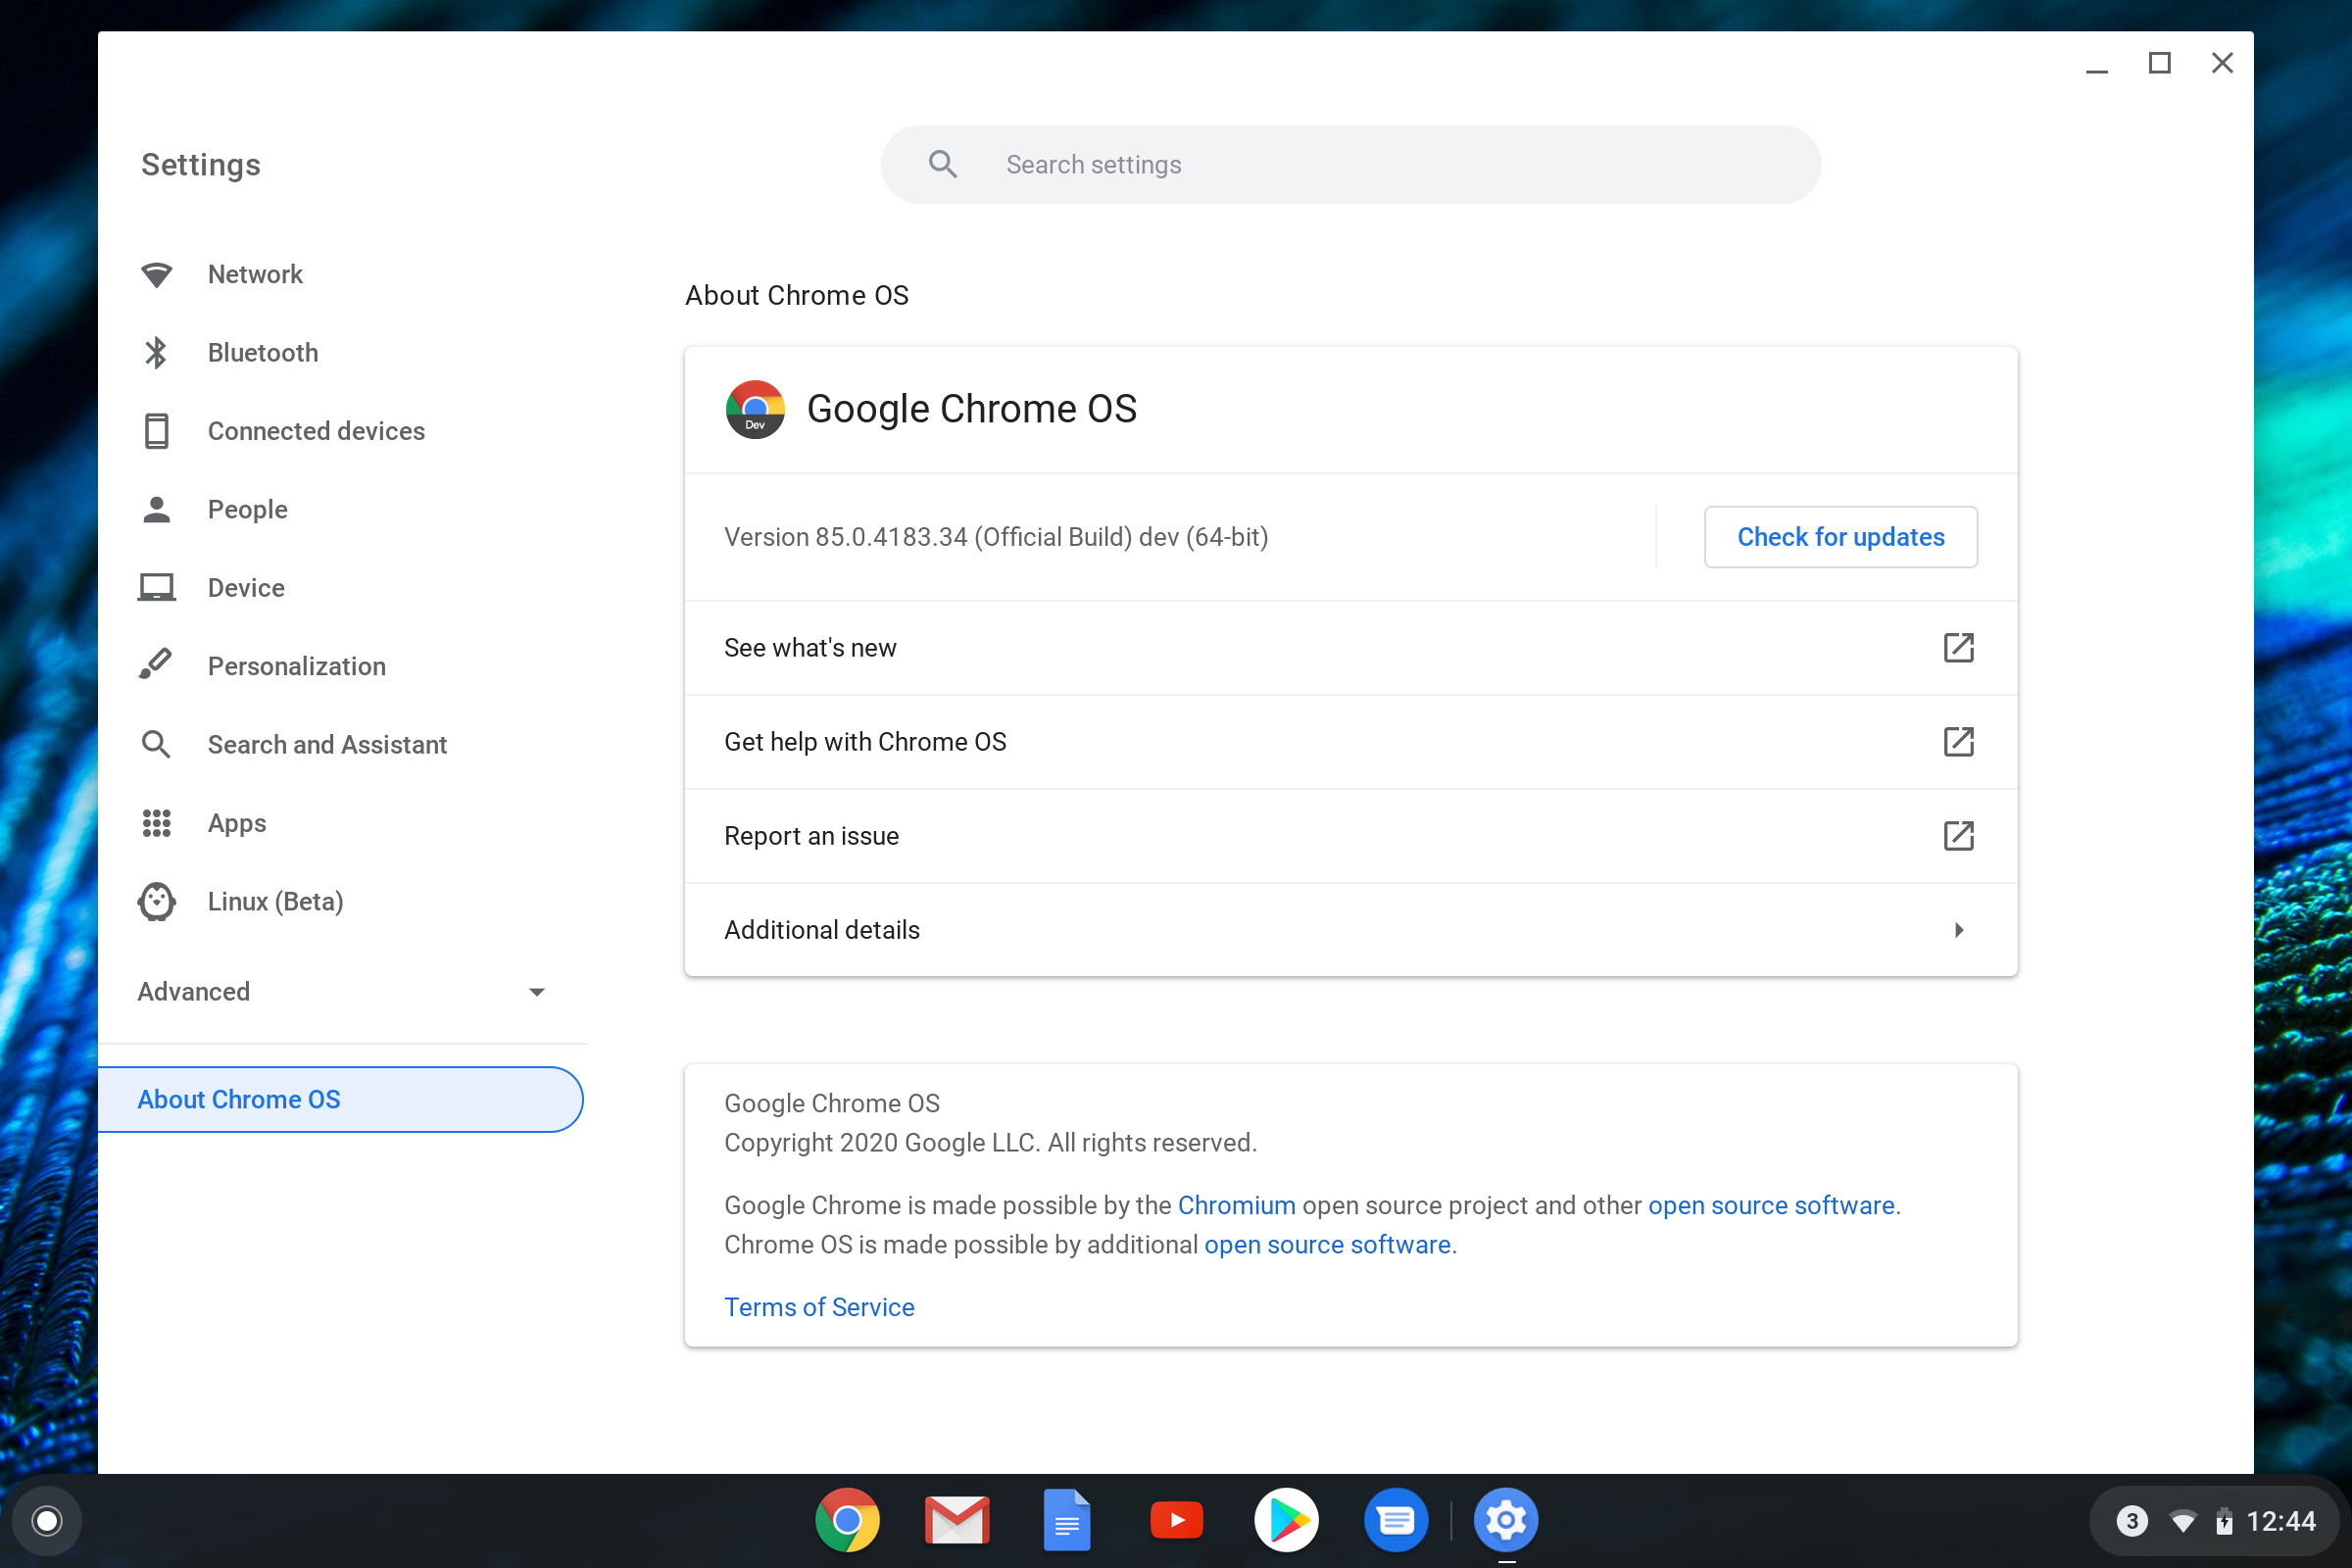 Settings
Search settings
Network
Bluetooth
Connected devices
People
Device
Personalization
Search and Assistant
Apps
Linux (Beta)
Advanced
About Chrome OS
About Chrome OS
Dev
Google Chrome OS
Version 85.0.4183.34 (Official Build) dev (64-bit)
Check for updates
See what's new
Get help with Chrome OS
Report an issue
Additional details
Google Chrome OS
Copyright 2020 Google LLC. All rights reserved.
Google Chrome is made possible by the Chromium open source project and other open source software.
Chrome OS is made possible by additional open source software.
Terms of Service
3
12:44